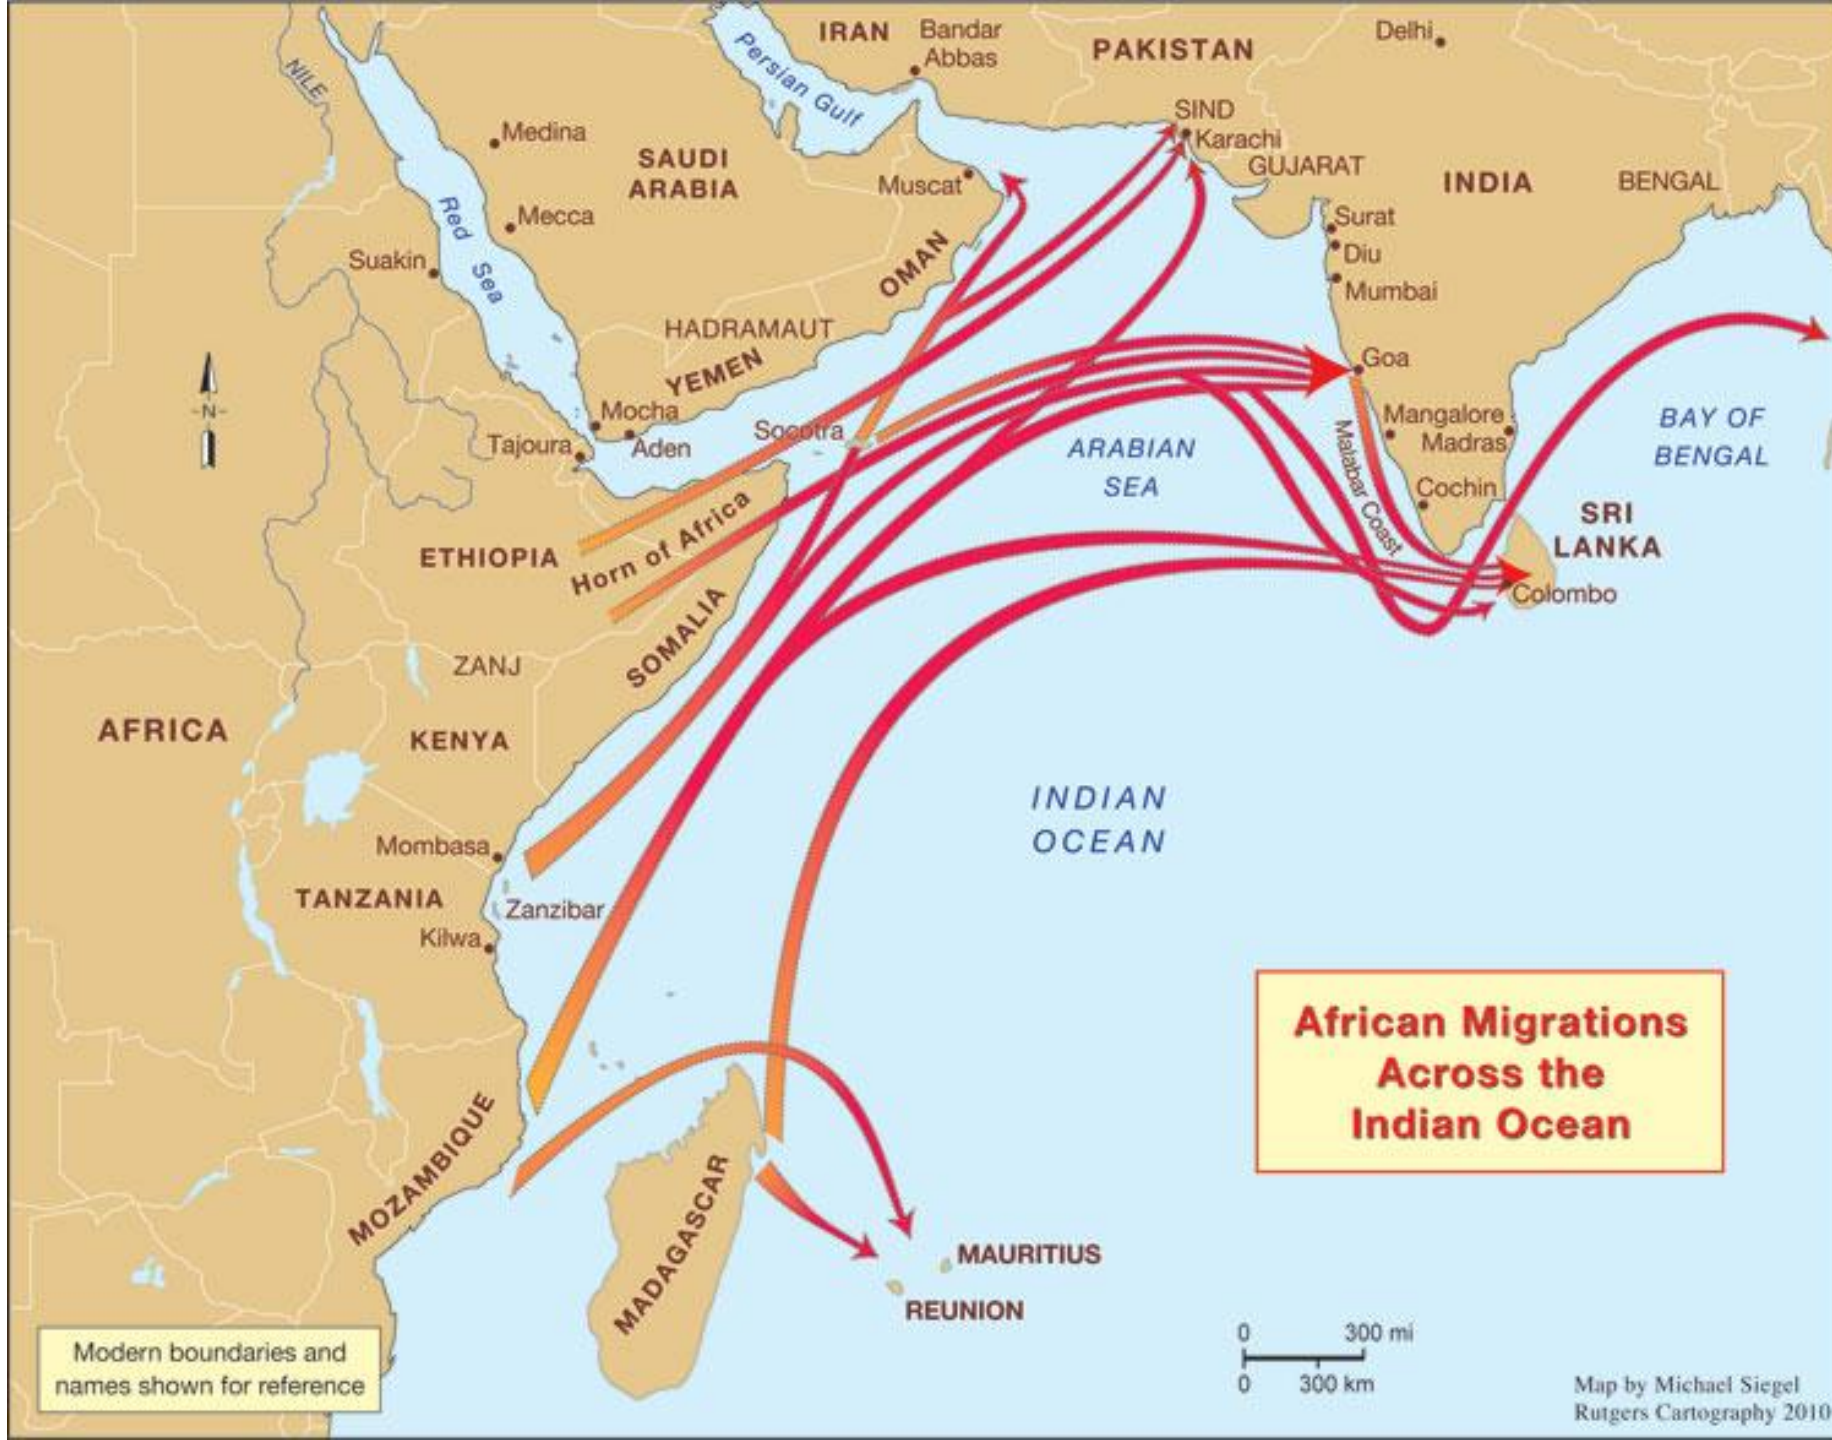 IRAN
Bandar
Abbas
PAKISTAN
Delhi
NILE
Persian Gulf
SIND
Karachi
Medina
SAUDI
ARABIA
Muscat
GUJARAT
INDIA
BENGAL
Red Sea
Mecca
Surat
Suakin
OMAN
Diu
Mumbai
HADRAMAUT
YEMEN
Goa
-N-
Mocha
Mangalore
BAY OF
BENGAL
Tajoura
Aden
Socotra
ARABIAN
SEA
Malabar Coast
Madras
Cochin
Horn of Africa
ETHIOPIA
SRI
LANKA
Colombo
SOMALIA
ZANJ
AFRICA
KENYA
INDIAN
OCEAN
Mombasa
TANZANIA
Zanzibar
Kilwa
African Migrations
Across the
Indian Ocean
MOZAMBIQUE
MADAGASCAR
MAURITIUS
REUNION
0 300 mi
0 300 km
Modern boundaries and
names shown for reference
Map by Michael Siegel
Rutgers Cartography 2010